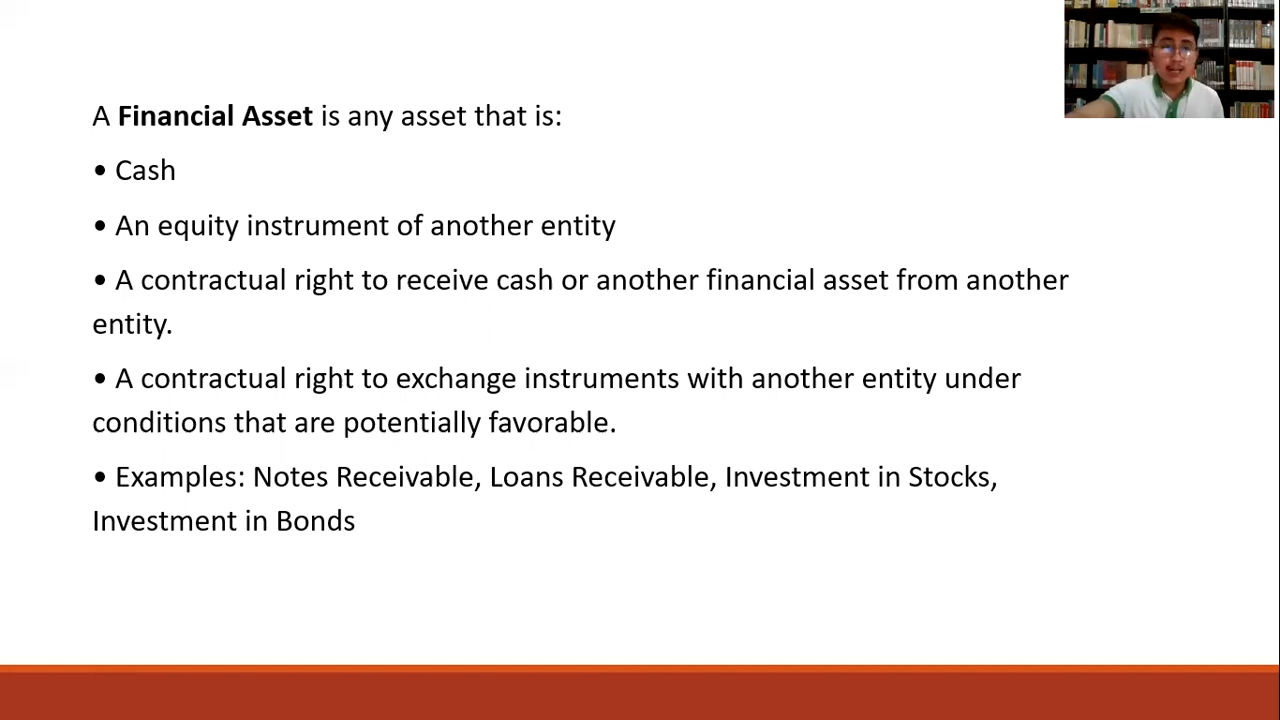 A Financial Asset is any asset that is:
• Cash
• An equity instrument of another entity
• A contractual right to receive cash or another financial asset from another
entity.
• A contractual right to exchange instruments with another entity under
conditions that are potentially favorable.
• Examples: Notes Receivable, Loans Receivable, Investment in Stocks,
Investment in Bonds